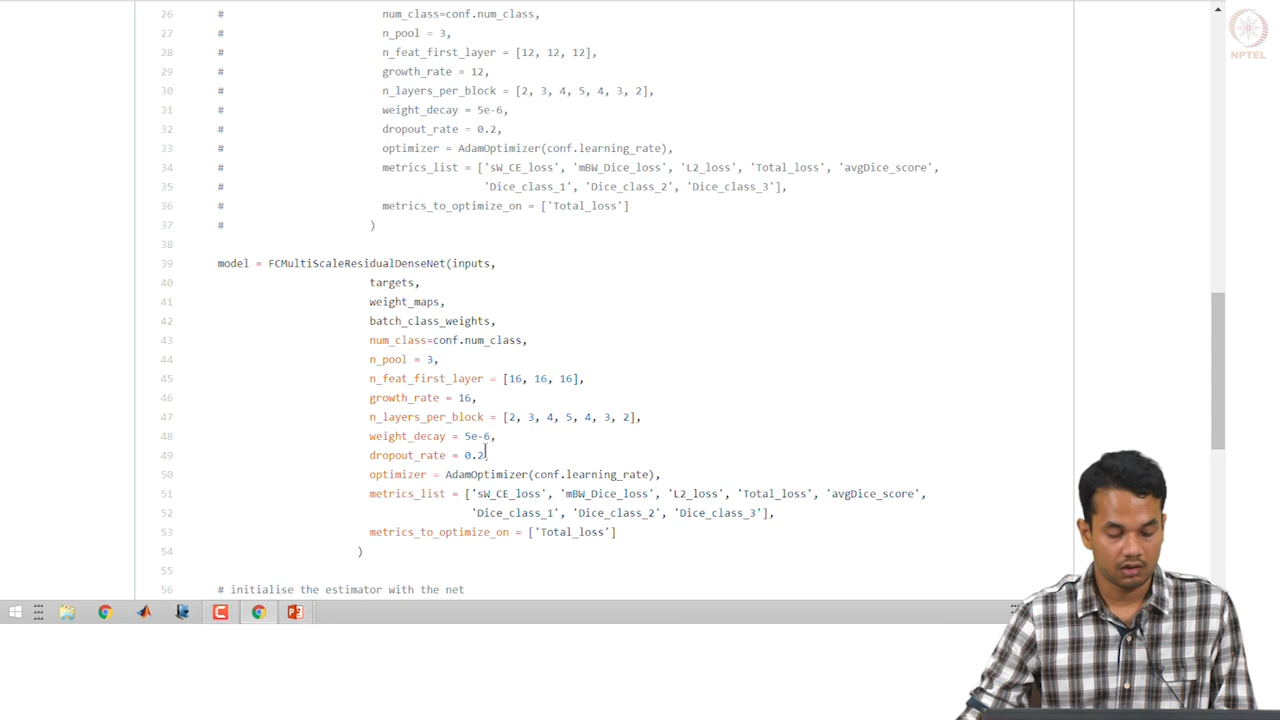 26 # num_class=conf.num_class,
27 # n_pool = 3,
28 # n_feat_first_layer = [12, 12, 12],
29 # growth_rate = 12,
30 # n_layers_per_block = [2, 3, 4, 5, 4, 3, 2],
31 # weight_decay = 5e-6,
32 # dropout_rate = 0.2,
33 # optimizer = AdamOptimizer(conf.learning_rate),
34 # metrics_list = ['sW_CE_loss', 'mBW_Dice_loss', 'L2_loss', 'Total_loss', 'avgDice_score',
35 # 'Dice_class_1', 'Dice_class_2', 'Dice_class_3'],
36 # metrics_to_optimize_on = ['Total_loss']
37 # )
38
39 model = FCMultiScaleResidualDenseNet(inputs,
40 targets,
41 weight_maps,
42 batch_class_weights,
43 num_class=conf.num_class,
44 n_pool = 3,
45 n_feat_first_layer = [16, 16, 16],
46 growth_rate = 16,
47 n_layers_per_block = [2, 3, 4, 5, 4, 3, 2],
48 weight_decay = 5e-6,
49 dropout_rate = 0.2,
50 optimizer = AdamOptimizer(conf.learning_rate),
51 metrics_list = ['sW_CE_loss', 'mBW_Dice_loss', 'L2_loss', 'Total_loss', 'avgDice_score',
52 'Dice_class_1', 'Dice_class_2', 'Dice_class_3'],
53 metrics_to_optimize_on = ['Total_loss']
54 )
55
56 # initialise the estimator with the net
NPTEL